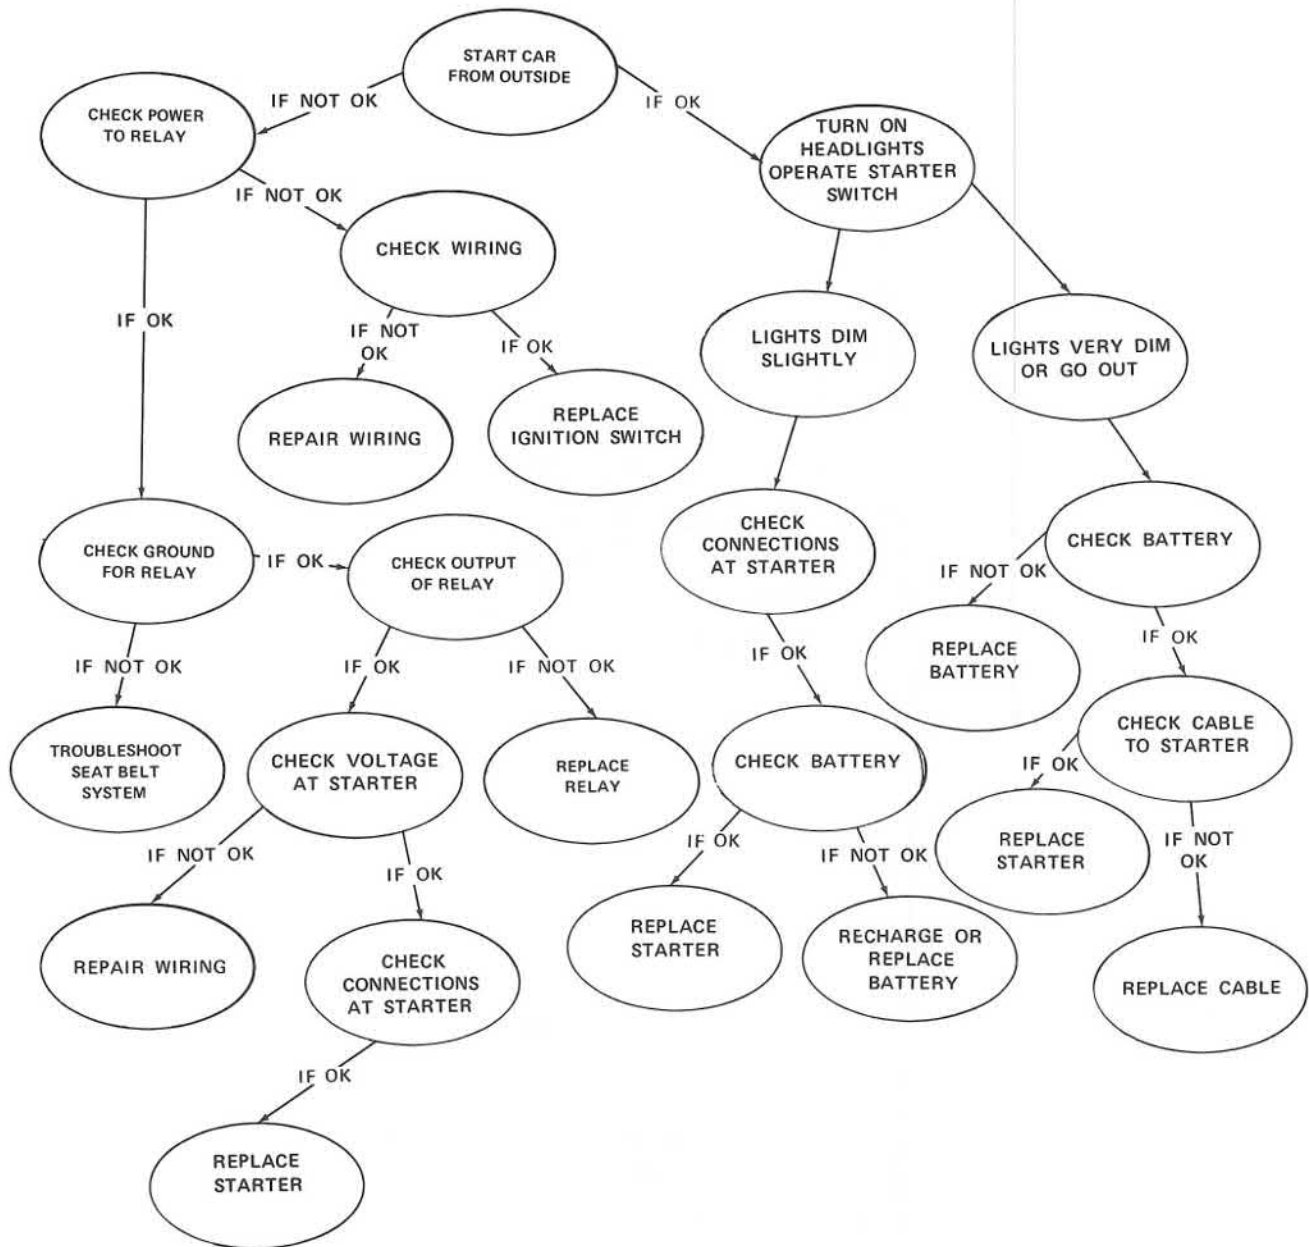 START CAR
FROM OUTSIDE
IF NOT OK
IF OK
CHECK POWER
TO RELAY
TURN ON
HEADLIGHTS
OPERATE STARTER
SWITCH
IF NOT OK
CHECK WIRING
IF OK
IF NOT
OK
IF OK
LIGHTS DIM
SLIGHTLY
LIGHTS VERY DIM
OR GO OUT
REPAIR WIRING
REPLACE
IGNITION SWITCH
CHECK GROUND
FOR RELAY
IF OK
CHECK OUTPUT
OF RELAY
CHECK
CONNECTIONS
AT STARTER
CHECK BATTERY
IF NOT OK
IF OK
IF NOT OK
IF OK
IF NOT OK
IF OK
REPLACE
BATTERY
TROUBLESHOOT
SEAT BELT
SYSTEM
CHECK VOLTAGE
AT STARTER
REPLACE
RELAY
CHECK BATTERY
CHECK CABLE
TO STARTER
IF OK
IF NOT OK
IF OK
IF OK
IF NOT OK
REPLACE
STARTER
IF NOT
OK
REPAIR WIRING
CHECK
CONNECTIONS
AT STARTER
REPLACE
STARTER
RECHARGE OR
REPLACE
BATTERY
REPLACE CABLE
IF OK
REPLACE
STARTER